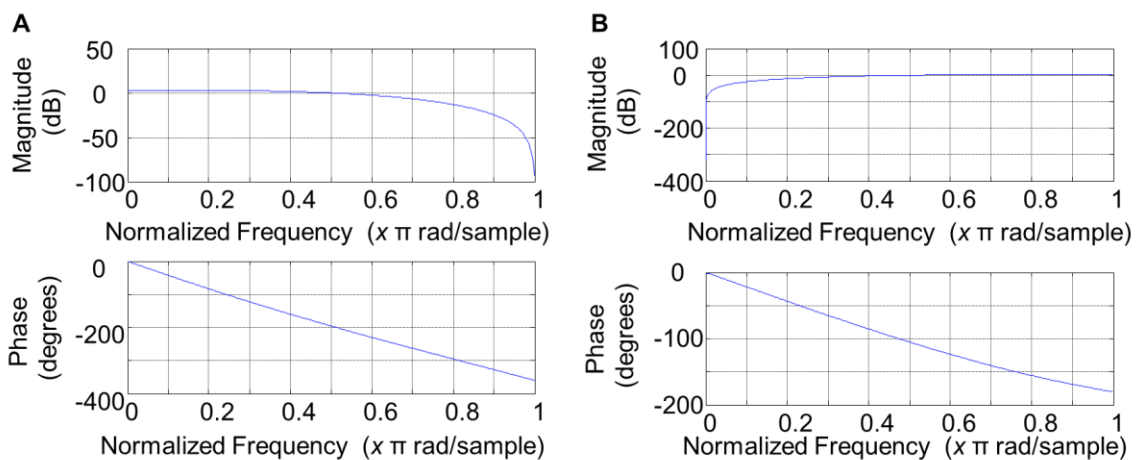 A
50
0
-50
-100
Magnitude
(dB)
0 0.2 0.4 0.6 0.8 1
Normalized Frequency (x π rad/sample)
0
-200
-400
Phase
(degrees)
0 0.2 0.4 0.6 0.8 1
Normalized Frequency (x π rad/sample)
B
100
0
-200
-400
Magnitude
(dB)
0 0.2 0.4 0.6 0.8 1
Normalized Frequency (x π rad/sample)
0
-100
-200
Phase
(degrees)
0 0.2 0.4 0.6 0.8 1
Normalized Frequency (x π rad/sample)